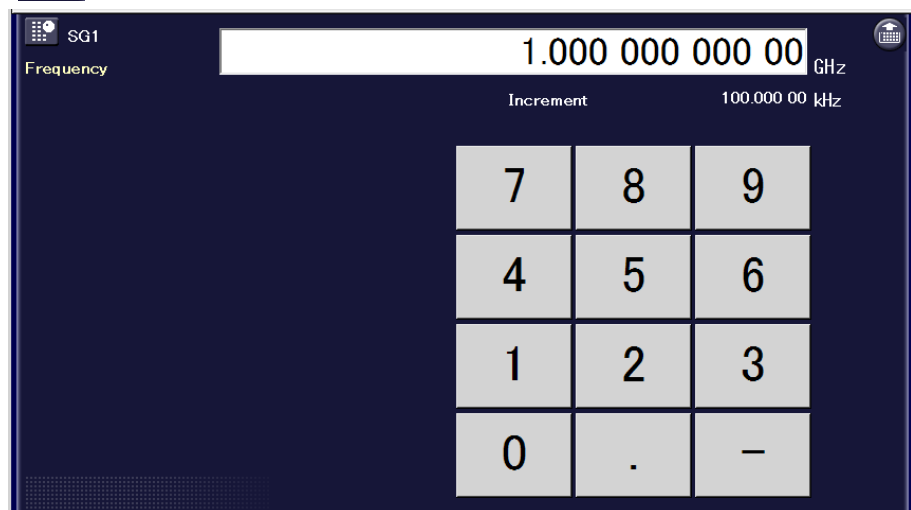 SG1
1.000 000 000 00 GHz
Frequency
Increment 100.000 00 kHz
7 8 9
4 5 6
1 2 3
0 . −